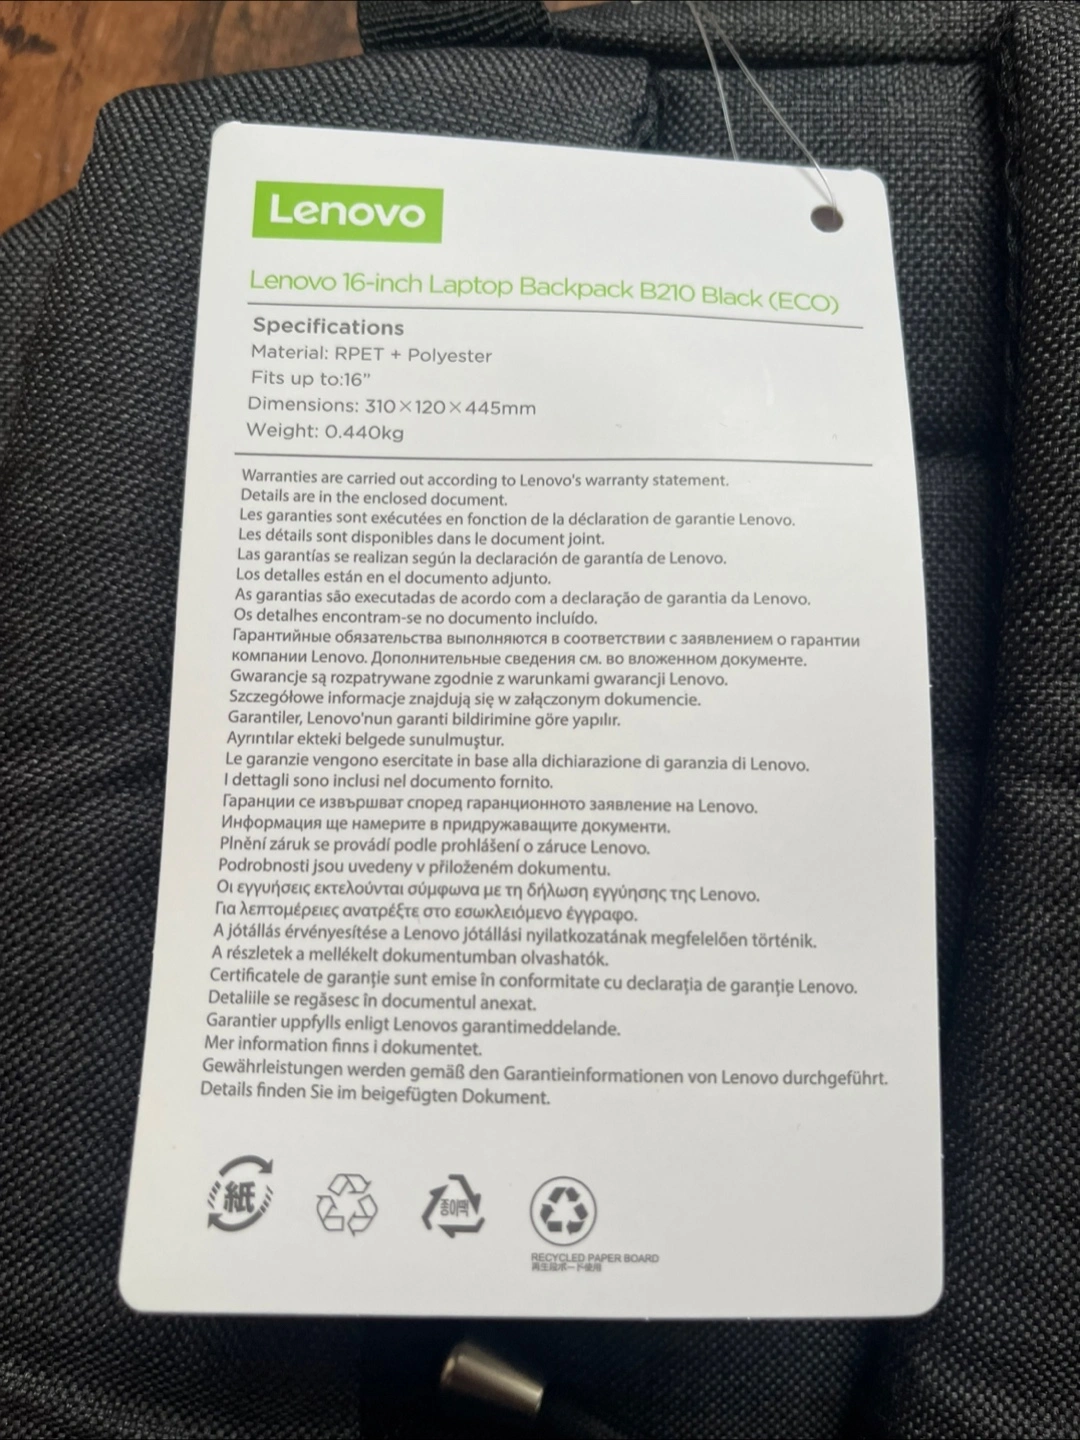 Lenovo
Lenovo 16-inch Laptop Backpack B210 Black (ECO)
Specifications
Material: RPET + Polyester
Fits up to:16”
Dimensions: 310×120×445mm
Weight: 0.440kg
Warranties are carried out according to Lenovo's warranty statement.
Details are in the enclosed document.
Les garanties sont exécutées en fonction de la déclaration de garantie Lenovo.
Les détails sont disponibles dans le document joint.
Las garantías se realizan según la declaración de garantía de Lenovo.
Los detalles están en el documento adjunto.
As garantias são executadas de acordo com a declaração de garantia da Lenovo.
Os detalhes encontram-se no documento incluído.
Гарантийные обязательства выполняются в соответствии с заявлением о гарантии
компании Lenovo. Дополнительные сведения см. во вложенном документе.
Gwarancje są rozpatrywane zgodnie z warunkami gwarancji Lenovo.
Szczegółowe informacje znajdują się w załączonym dokumencie.
Garantiler, Lenovo'nun garanti bildirimine göre yapılır.
Ayrıntılar ekteki belgede sunulmuştur.
Le garanzie vengono esercitate in base alla dichiarazione di garanzia di Lenovo.
I dettagli sono inclusi nel documento fornito.
Гаранции се извършват според гаранционното заявление на Lenovo.
Информация ще намерите в придружаващите документи.
Plnění záruk se provádí podle prohlášení o záruce Lenovo.
Podrobnosti jsou uvedeny v přiloženém dokumentu.
Οι εγγυήσεις εκτελούνται σύμφωνα με τη δήλωση εγγύησης της Lenovo.
Για λεπτομέρειες ανατρέξτε στο εσωκλειόμενο έγγραφο.
A jótállás érvényesítése a Lenovo jótállási nyilatkozatának megfelelően történik.
A részletek a mellékelt dokumentumban olvashatók.
Certificatele de garanție sunt emise în conformitate cu declarația de garanție Lenovo.
Detaliile se regăsesc în documentul anexat.
Garantier uppfylls enligt Lenovos garantimeddelande.
Mer information finns i dokumentet.
Gewährleistungen werden gemäß den Garantieinformationen von Lenovo durchgeführt.
Details finden Sie im beigefügten Dokument.
紙
RECYCLED PAPER BOARD